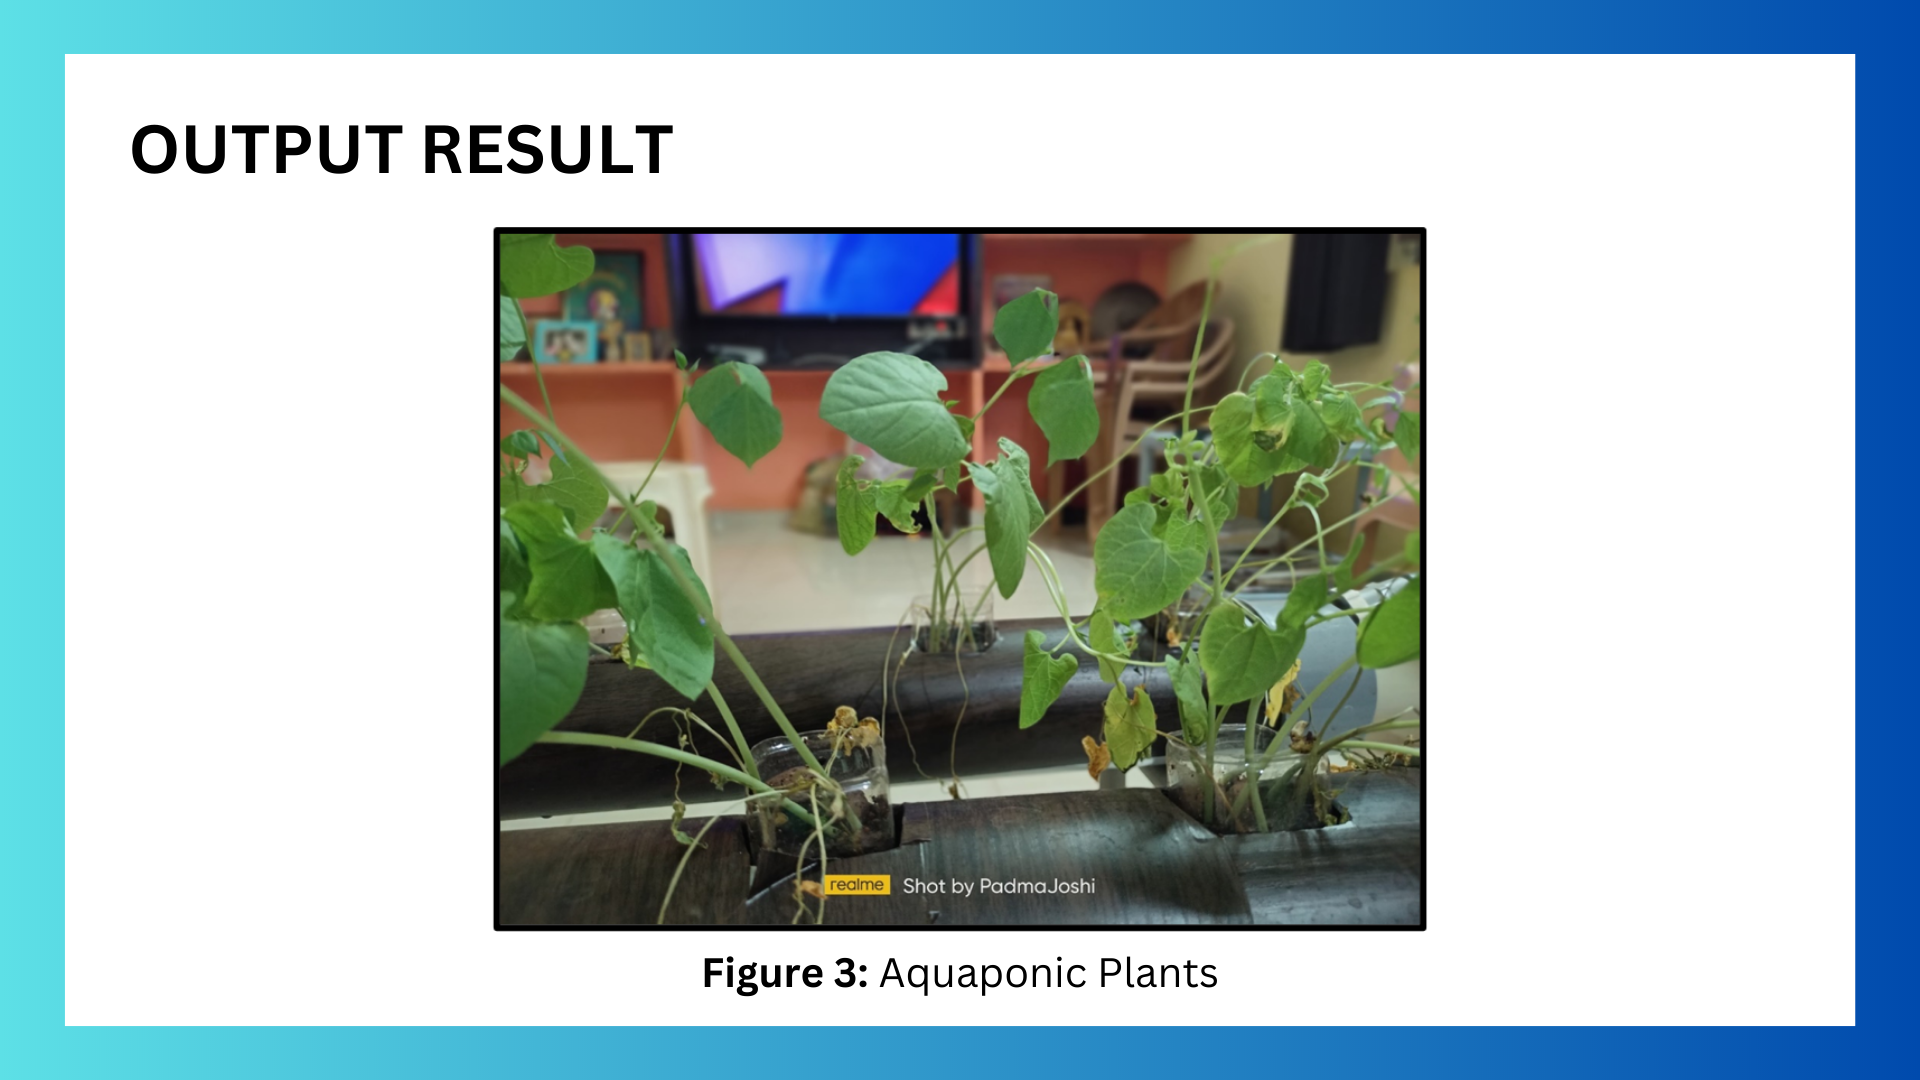 OUTPUT RESULT
realme Shot by PadmaJoshi
Figure 3: Aquaponic Plants